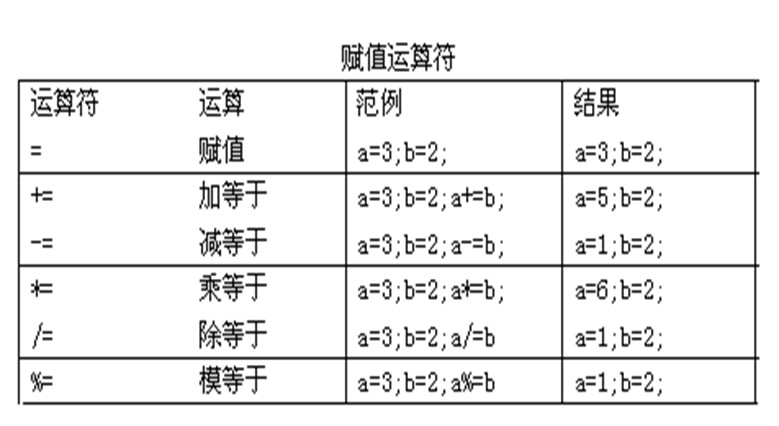 赋值运算符
运算符 运算 范例 结果
= 赋值 a=3;b=2; a=3;b=2;
+= 加等于 a=3;b=2;a+=b; a=5;b=2;
-= 减等于 a=3;b=2;a-=b; a=1;b=2;
*= 乘等于 a=3;b=2;a*=b; a=6;b=2;
/= 除等于 a=3;b=2;a/=b a=1;b=2;
%= 模等于 a=3;b=2;a%=b a=1;b=2;